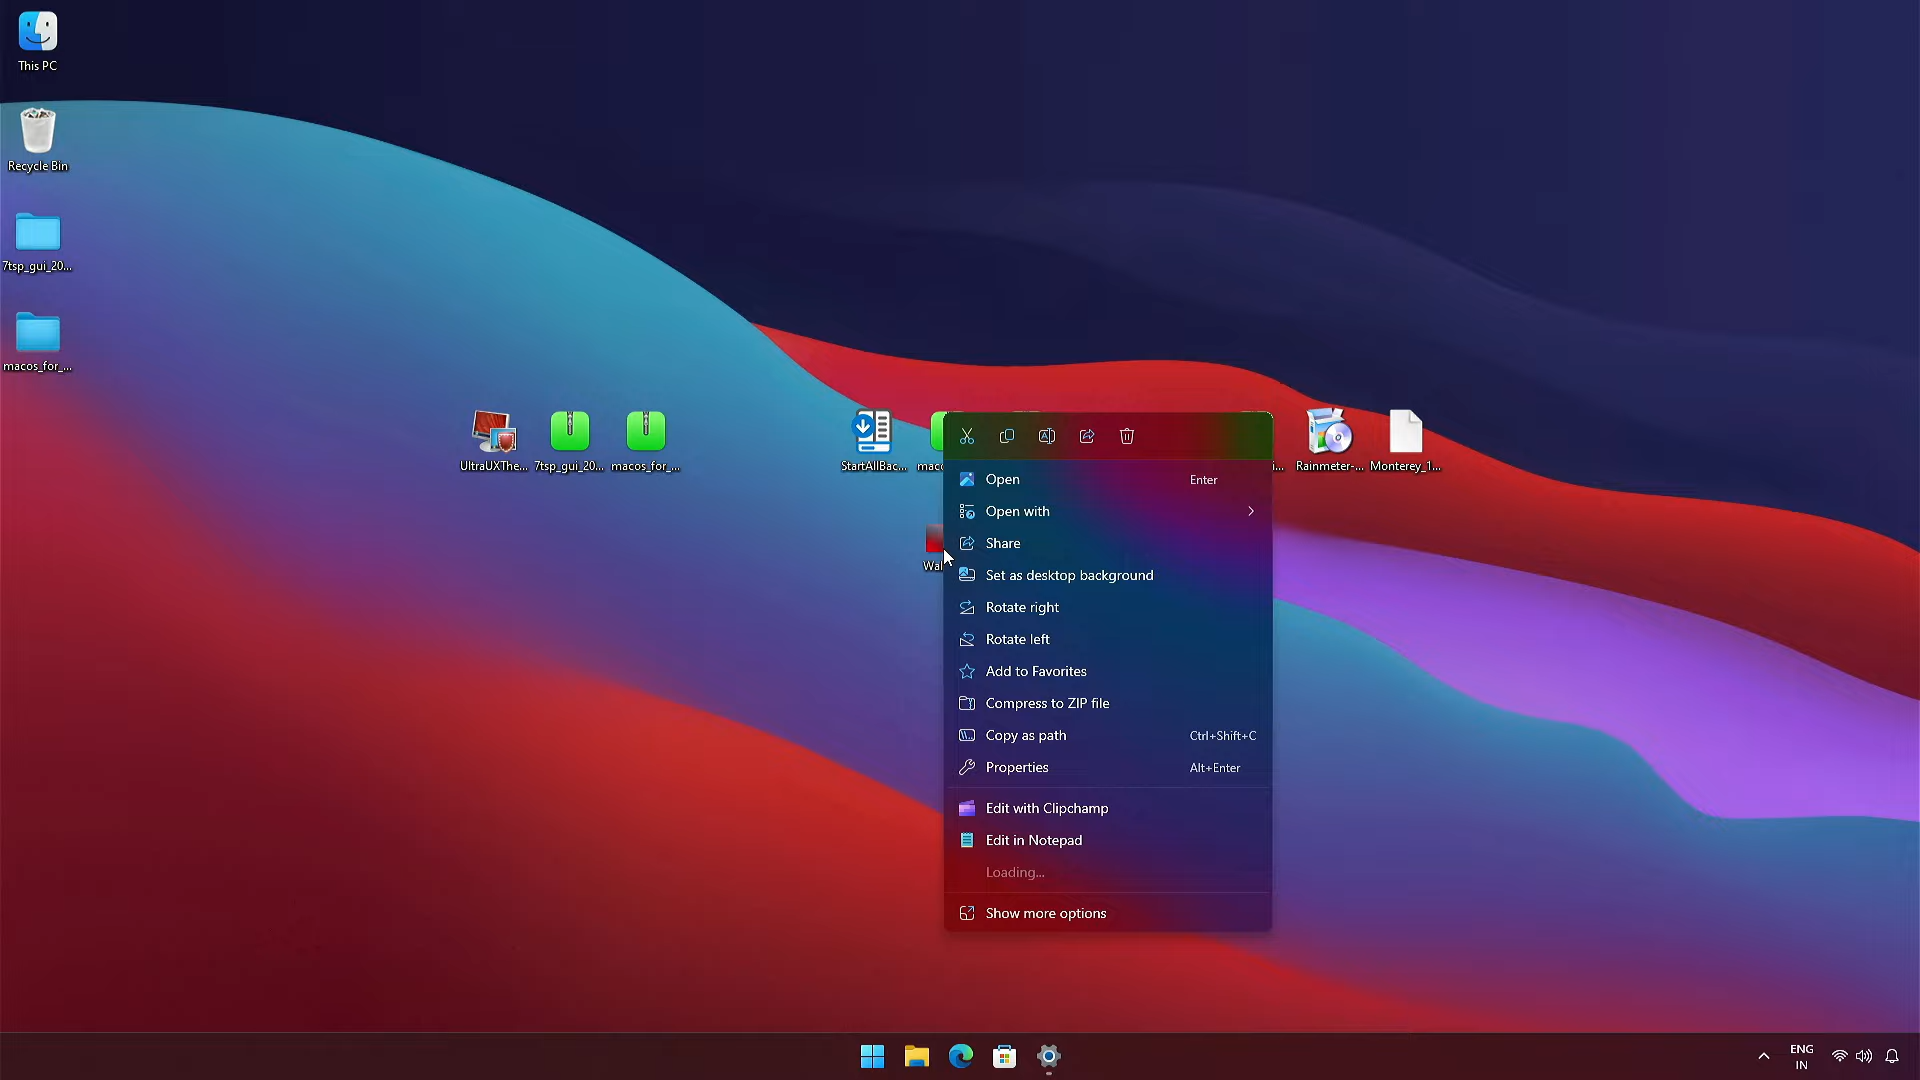 This PC
Recycle Bin
7tsp_gui_20...
macos_for_...
UltraUXThe...
7tsp_gui_20...
macos_for_...
StartAllBac...
maco
i...
Rainmeter-...
Monterey_1...
Wal
Open Enter
Open with
Share
Set as desktop background
Rotate right
Rotate left
Add to Favorites
Compress to ZIP file
Copy as path Ctrl+Shift+C
Properties Alt+Enter
Edit with Clipchamp
Edit in Notepad
Loading...
Show more options
ENG
IN